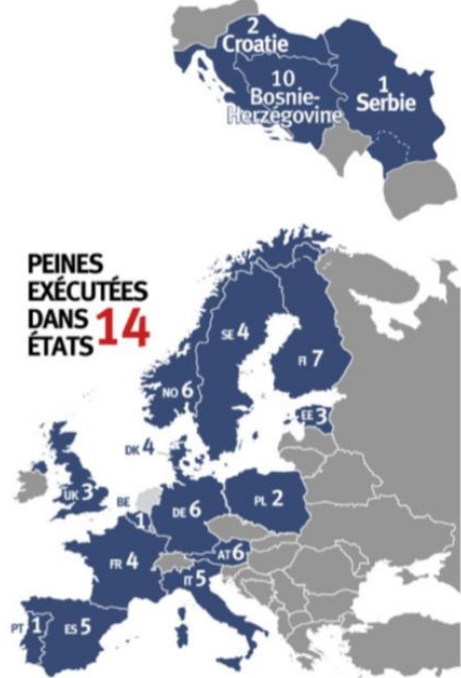 2
Croatie
10
Bosnie-
Herzégovine
1
Serbie
PEINES
EXÉCUTÉES
DANS 14
ÉTATS
SE 4
FI 7
NO 6
EE 3
DK 4
UK 3
BE
1
DE 6
PL 2
FR 4
AT 6
IT 5
PT 1
ES 5